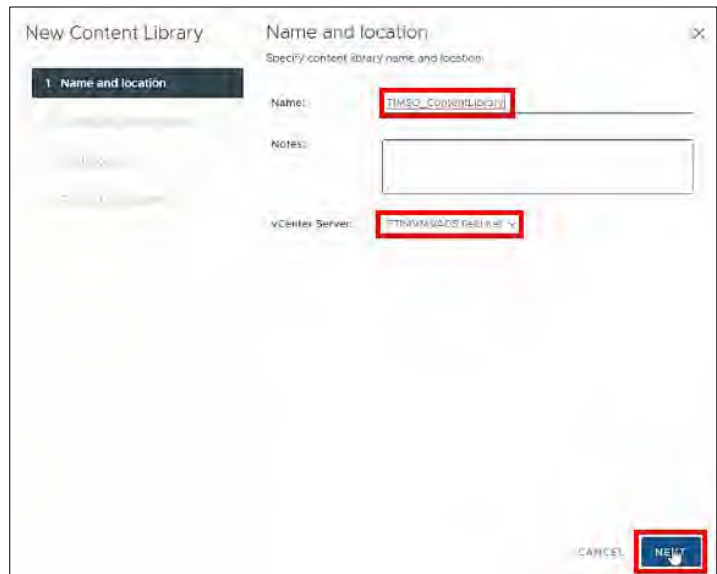 New Content Library
1 Name and location
Name and location
Specify content library name and location.
Name:
TIMSO_ContentLibrary
Notes:
vCenter Server:
CANCEL
NEXT